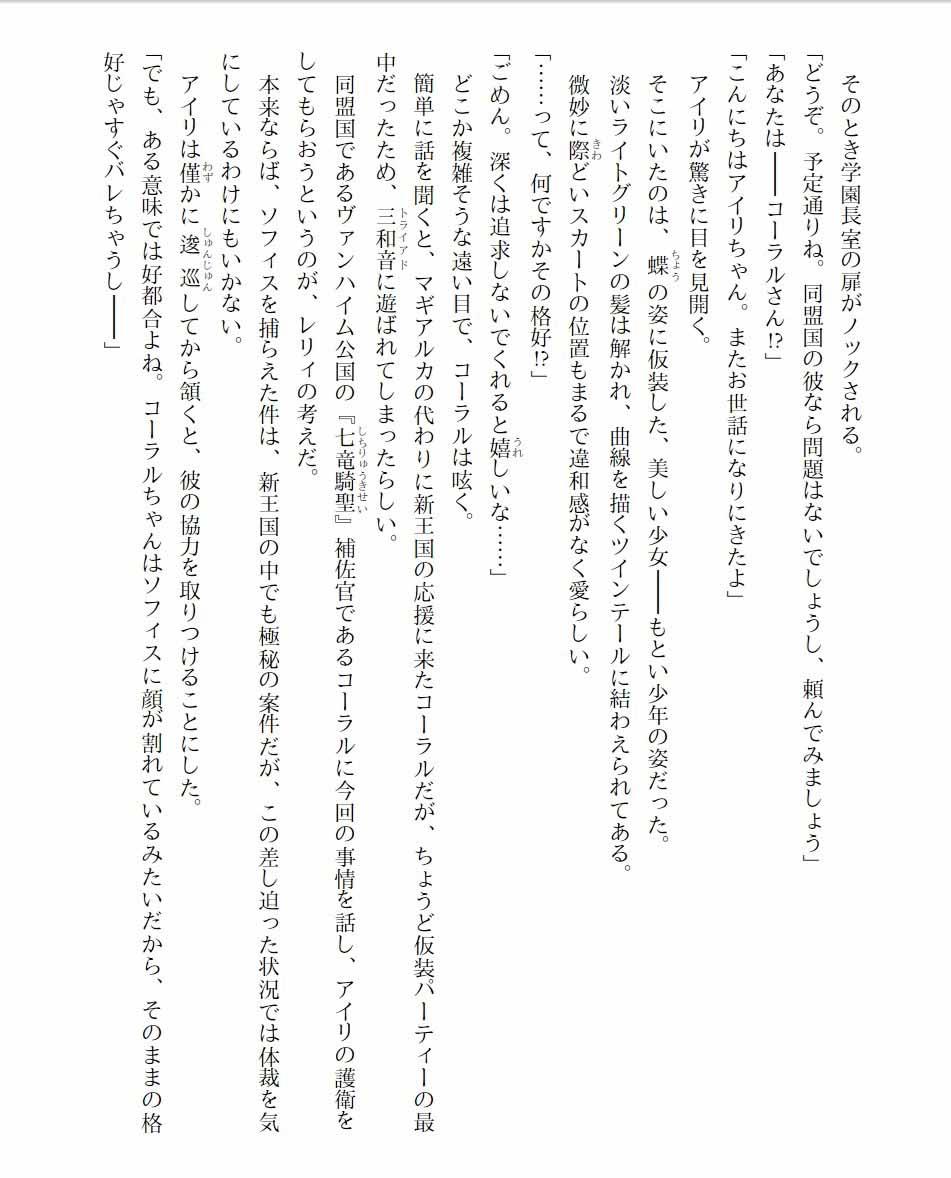 そのとき学園長室の扉がノックされる。
「どうぞ。予定通りね。同盟国の彼なら問題はないでしょうし、頼んでみましょう」
「あなたは――コーラルさん!?」
「こんにちはアイリちゃん。またお世話になりにきたよ」
　アイリが驚きに目を見開く。
　そこにいたのは、蝶の姿に仮装した、美しい少女――もとい少年の姿だった。
　淡いライトグリーンの髪は解かれ、曲線を描くツインテールに結わえられてある。
　微妙に際どいスカートの位置もまるで違和感がなく愛らしい。
「……って、何ですかその格好!?」
「ごめん。深くは追求しないでくれると嬉しいな……」
　どこか複雑そうな遠い目で、コーラルは呟く。
　簡単に話を聞くと、マギアルカの代わりに新王国の応援に来たコーラルだが、ちょうど仮装パーティーの最
中だったため、三和音に遊ばれてしまったらしい。
　同盟国であるヴァンハイム公国の『七竜騎聖』補佐官であるコーラルに今回の事情を話し、アイリの護衛を
してもらおうというのが、レリィの考えだ。
　本来ならば、ソフィスを捕らえた件は、新王国の中でも極秘の案件だが、この差し迫った状況では体裁を気
にしているわけにもいかない。
　アイリは僅かに逡巡してから頷くと、彼の協力を取りつけることにした。
「でも、ある意味では好都合よね。コーラルちゃんはソフィスに顔が割れているみたいだから、そのままの格
好じゃすぐバレちゃうし――」